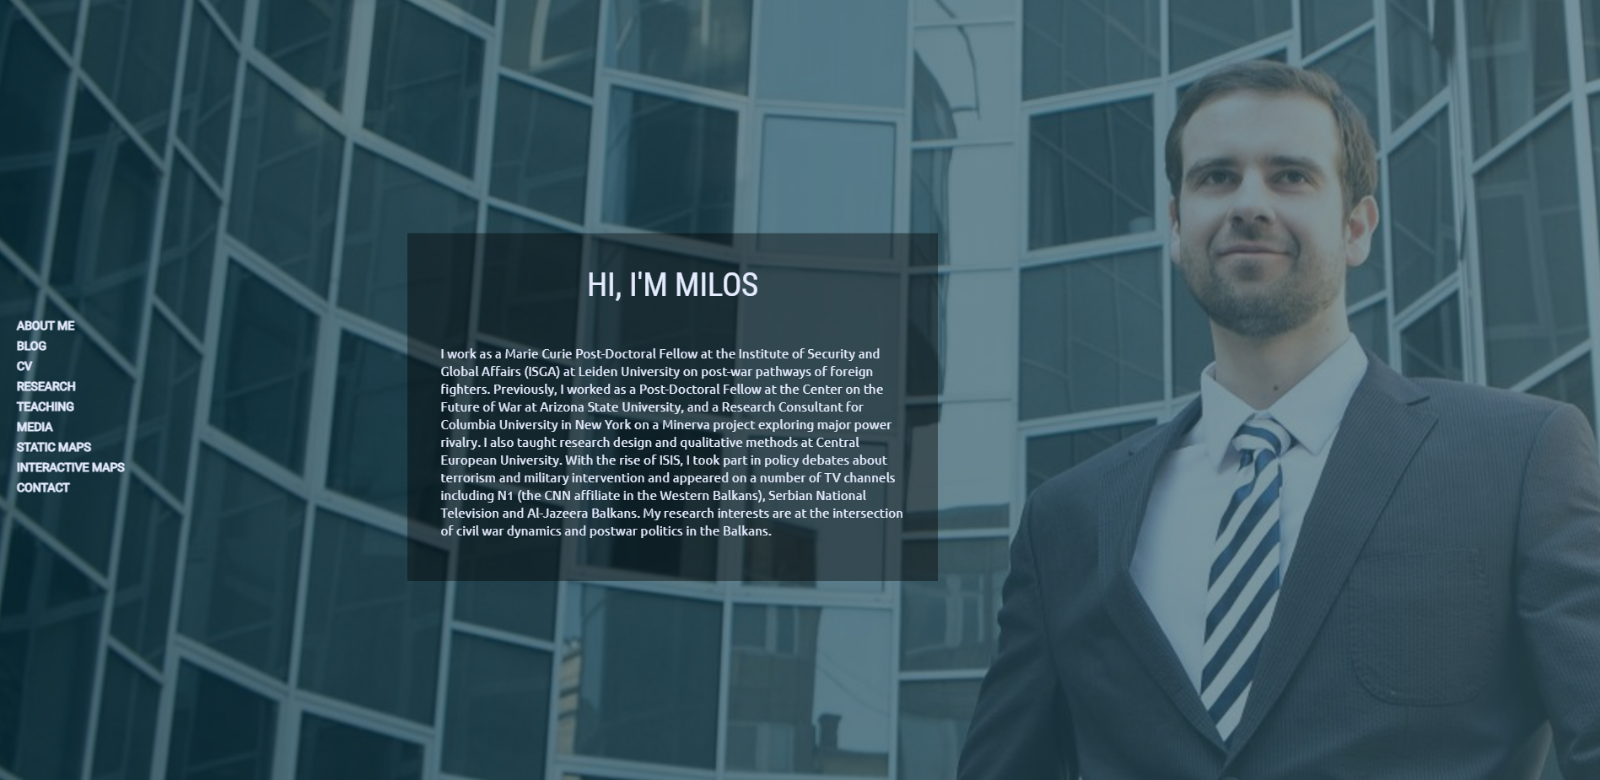 HI, I'M MILOS
ABOUT ME
BLOG
CV
RESEARCH
TEACHING
MEDIA
STATIC MAPS
INTERACTIVE MAPS
CONTACT
I work as a Marie Curie Post-Doctoral Fellow at the Institute of Security and
Global Affairs (ISGA) at Leiden University on post-war pathways of foreign
fighters. Previously, I worked as a Post-Doctoral Fellow at the Center on the
Future of War at Arizona State University, and a Research Consultant for
Columbia University in New York on a Minerva project exploring major power
rivalry. I also taught research design and qualitative methods at Central
European University. With the rise of ISIS, I took part in policy debates about
terrorism and military intervention and appeared on a number of TV channels
including N1 (the CNN affiliate in the Western Balkans), Serbian National
Television and Al-Jazeera Balkans. My research interests are at the intersection
of civil war dynamics and postwar politics in the Balkans.